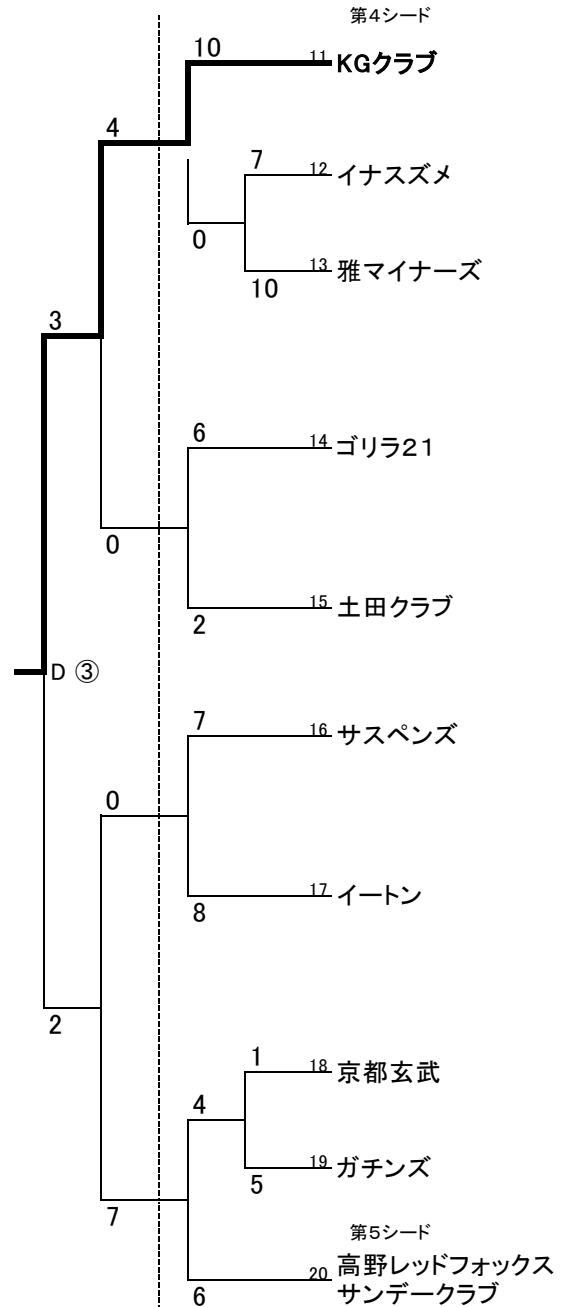 第4シード
10
11 KGクラブ
4
7
12 イナスズメ
0
13 雅マイナーズ
10
3
6
14 ゴリラ21
0
15 土田クラブ
2
D ③
7
16 サスペンズ
0
17 イートン
8
2
1
18 京都玄武
4
19 ガチンズ
5
7
第5シード
20 高野レッドフォックス
サンデークラブ
6